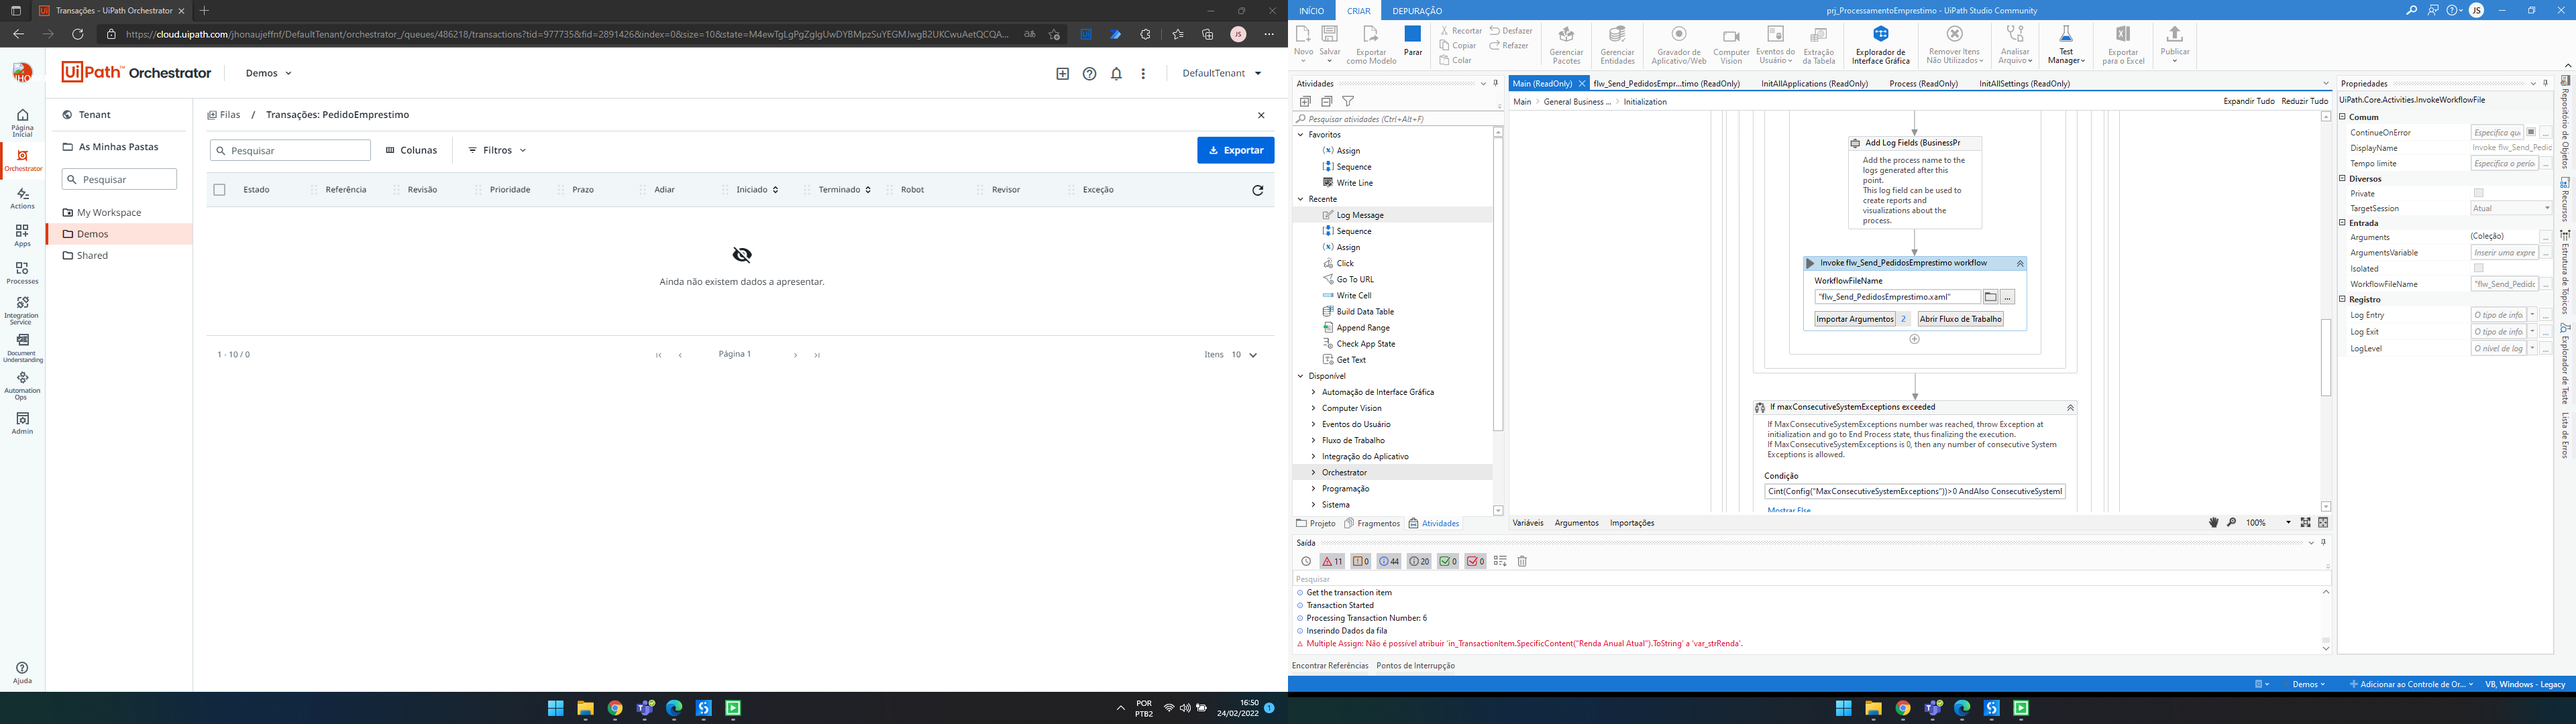 Transações - UiPath Orchestrator
https://cloud.uipath.com/jhonaujeffnf/DefaultTenant/orchestrator_/queues/486218/transactions?tid=977735&fid=2891426&index=0&size=10&state=M4ewTgLgPgZglgUwDYBMpzSuYEGMJwgB2UKCwuAetQCQA...
JS
UiPath Orchestrator
Demos
DefaultTenant
Página Inicial
Orchestrator
Actions
Apps
Processes
Integration Service
Document Understanding
Automation Ops
Admin
Ajuda
Tenant
As Minhas Pastas
Pesquisar
My Workspace
Demos
Shared
Filas / Transações: PedidoEmprestimo
Pesquisar
Colunas
Filtros
Exportar
Estado Referência Revisão Prioridade Prazo Adiar Iniciado Terminado Robot Revisor Exceção
Ainda não existem dados a apresentar.
1 - 10 / 0
Página 1
Itens 10
POR
PTB2
16:50
24/02/2022
1
INÍCIO CRIAR DEPURAÇÃO
prj_ProcessamentoEmprestimo - UiPath Studio Community
JS
Novo
Salvar
Exportar como Modelo
Parar
Recortar
Copiar
Colar
Desfazer
Refazer
Gerenciar Pacotes
Gerenciar Entidades
Gravador de Aplicativo/Web
Computer Vision
Eventos do Usuário
Extração da Tabela
Explorador de Interface Gráfica
Remover Itens Não Utilizados
Analisar Arquivo
Test Manager
Exportar para o Excel
Publicar
Atividades
Pesquisar atividades (Ctrl+Alt+F)
Favoritos
Assign
Sequence
Write Line
Recente
Log Message
Sequence
Assign
Click
Go To URL
Write Cell
Build Data Table
Append Range
Check App State
Get Text
Disponível
Automação de Interface Gráfica
Computer Vision
Eventos do Usuário
Fluxo de Trabalho
Integração do Aplicativo
Orchestrator
Programação
Sistema
Projeto Fragmentos Atividades
Main (ReadOnly) flw_Send_PedidosEmpr...timo (ReadOnly) InitAllApplications (ReadOnly) Process (ReadOnly) InitAllSettings (ReadOnly)
Main General Business ... Initialization
Expandir Tudo Reduzir Tudo
Add Log Fields (BusinessPr
Add the process name to the
logs generated after this
point.
This log field can be used to
create reports and
visualizations about the
process.
Invoke flw_Send_PedidosEmprestimo workflow
WorkflowFileName
"flw_Send_PedidosEmprestimo.xaml"
...
Importar Argumentos 2 Abrir Fluxo de Trabalho
If maxConsecutiveSystemExceptions exceeded
If MaxConsecutiveSystemExceptions number was reached, throw Exception at
initialization and go to End Process state, thus finalizing the execution.
If MaxConsecutiveSystemExceptions is 0, then any number of consecutive System
Exceptions is allowed.
Condição
Cint(Config("MaxConsecutiveSystemExceptions"))>0 AndAlso ConsecutiveSystemE
Mostrar Else
Variáveis Argumentos Importações
100%
Saída
11 0 44 20 0 0
Pesquisar
Get the transaction item
Transaction Started
Processing Transaction Number: 6
Inserindo Dados da fila
Multiple Assign: Não é possível atribuir 'in_TransactionItem.SpecificContent("Renda Anual Atual").ToString' a 'var_strRenda'.
Encontrar Referências Pontos de Interrupção
Propriedades
UiPath.Core.Activities.InvokeWorkflowFile
Comum
ContinueOnError Especifica que
DisplayName Invoke flw_Send_Pedid
Tempo limite Especifica o perío
Diversos
Private
TargetSession Atual
Entrada
Arguments (Coleção)
ArgumentsVariable Inserir uma expre
Isolated
WorkflowFileName "flw_Send_Pedido
Registro
Log Entry O tipo de info
Log Exit O tipo de info
LogLevel O nível de log
Repositório de Objetos
Recursos
Estrutura de Tópicos
Explorador de Teste
Lista de Erros
Demos
Adicionar ao Controle de Or...
VB, Windows - Legacy